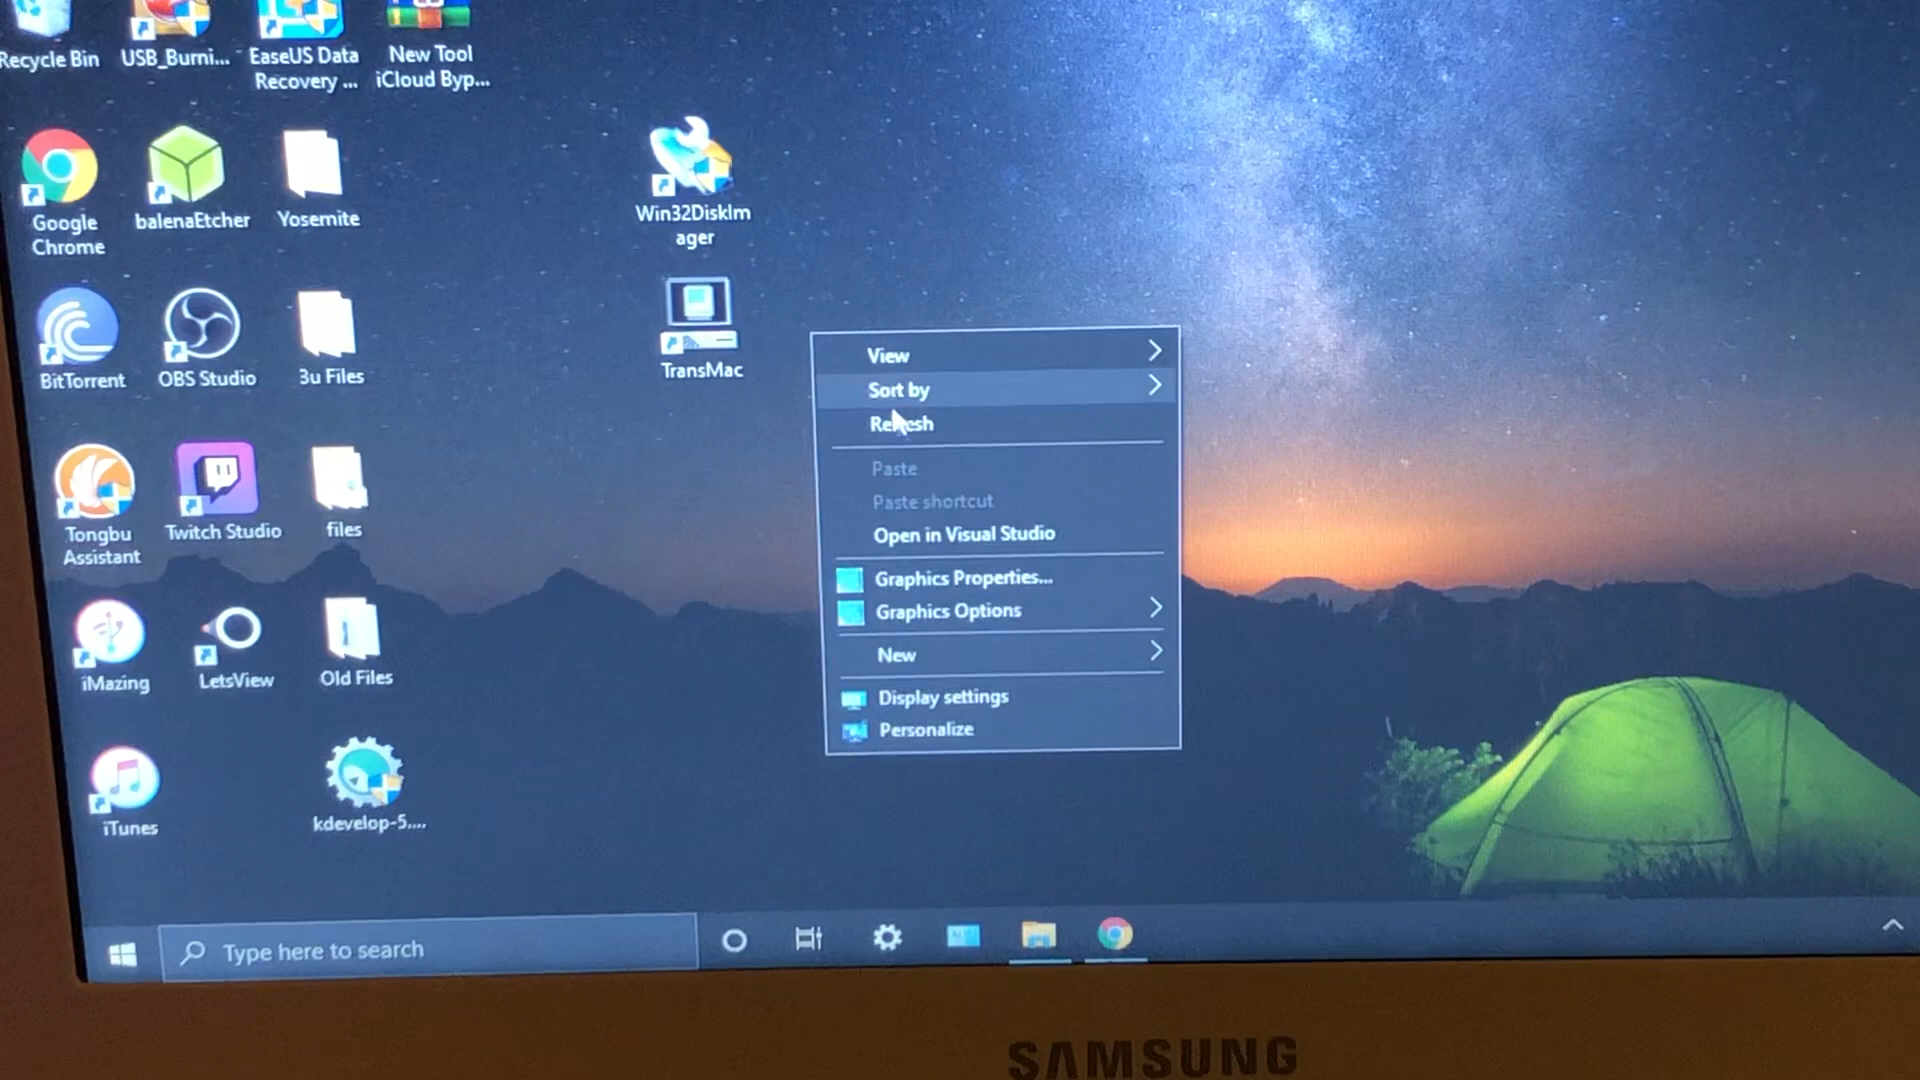 Recycle Bin
USB_Burni...
EaseUS Data
Recovery ...
New Tool
iCloud Byp...
Google
Chrome
balenaEtcher
Yosemite
Win32DiskIm
ager
BitTorrent
OBS Studio
3u Files
TransMac
Tongbu
Assistant
Twitch Studio
files
iMazing
LetsView
Old Files
iTunes
kdevelop-5....
View
Sort by
Refresh
Paste
Paste shortcut
Open in Visual Studio
Graphics Properties...
Graphics Options
New
Display settings
Personalize
Type here to search
SAMSUNG